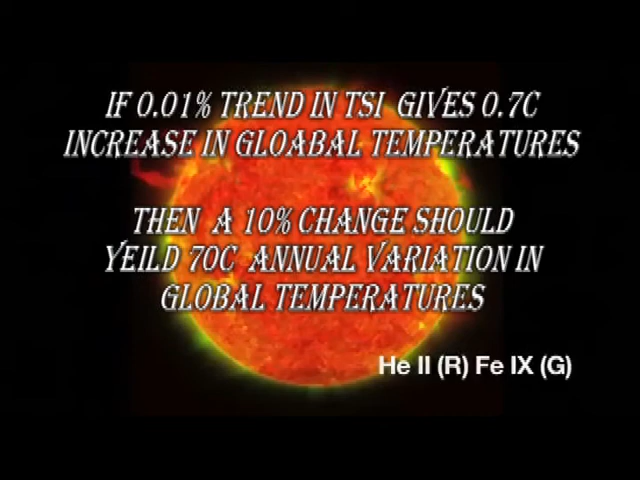 IF 0.01% TREND IN TSI GIVES 0.7C
INCREASE IN GLOABAL TEMPERATURES
THEN A 10% CHANGE SHOULD
YEILD 70C ANNUAL VARIATION IN
GLOBAL TEMPERATURES
He II (R) Fe IX (G)